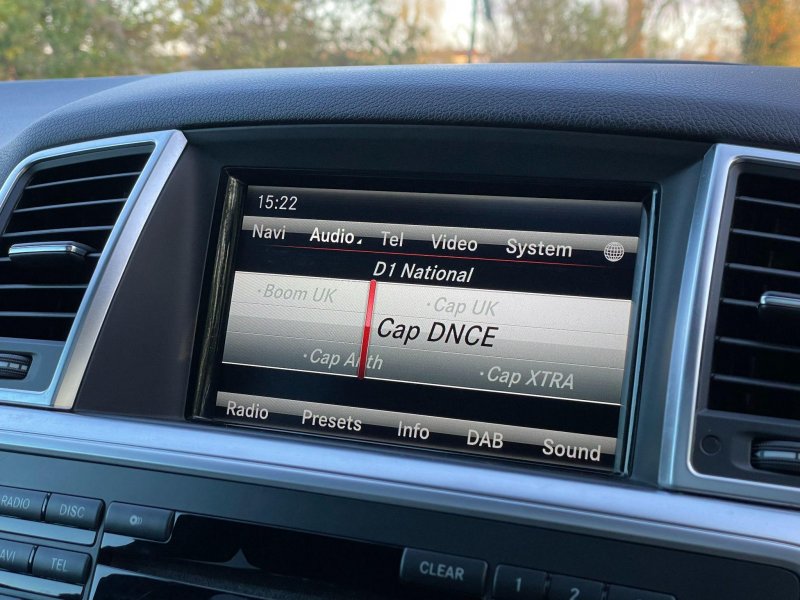 15:22
Navi Audio Tel Video System
D1 National
·Boom UK ·Cap UK
Cap DNCE
·Cap XTRA
Radio Presets Info DAB Sound
RADIO DISC
TEL
CLEAR 1 2